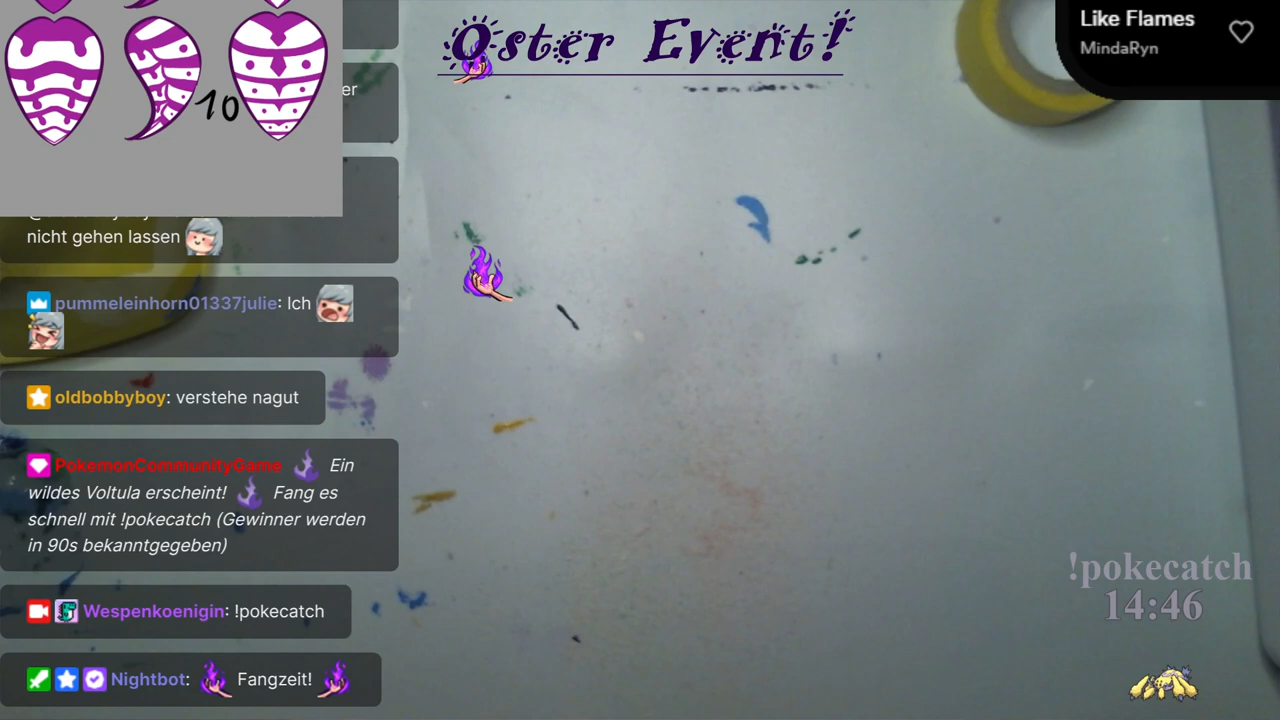 Oster Event!
Like Flames
MindaRyn
10
er
nicht gehen lassen
pummeleinhorn01337julie: Ich
oldbobbyboy: verstehe nagut
PokemonCommunityGame Ein
wildes Voltula erscheint! Fang es
schnell mit !pokecatch (Gewinner werden
in 90s bekanntgegeben)
Wespenkoenigin: !pokecatch
Nightbot: Fangzeit!
!pokecatch
14:46